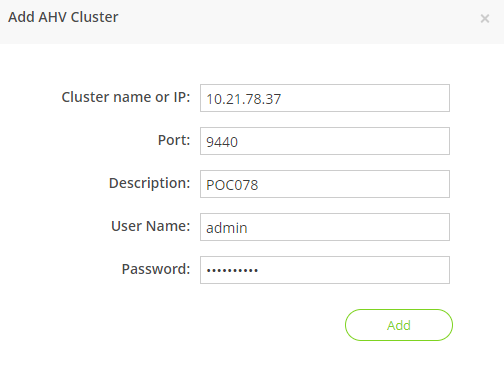 Add AHV Cluster ×
Cluster name or IP: 10.21.78.37
Port: 9440
Description: POC078
User Name: admin
Password: ••••••••••
Add